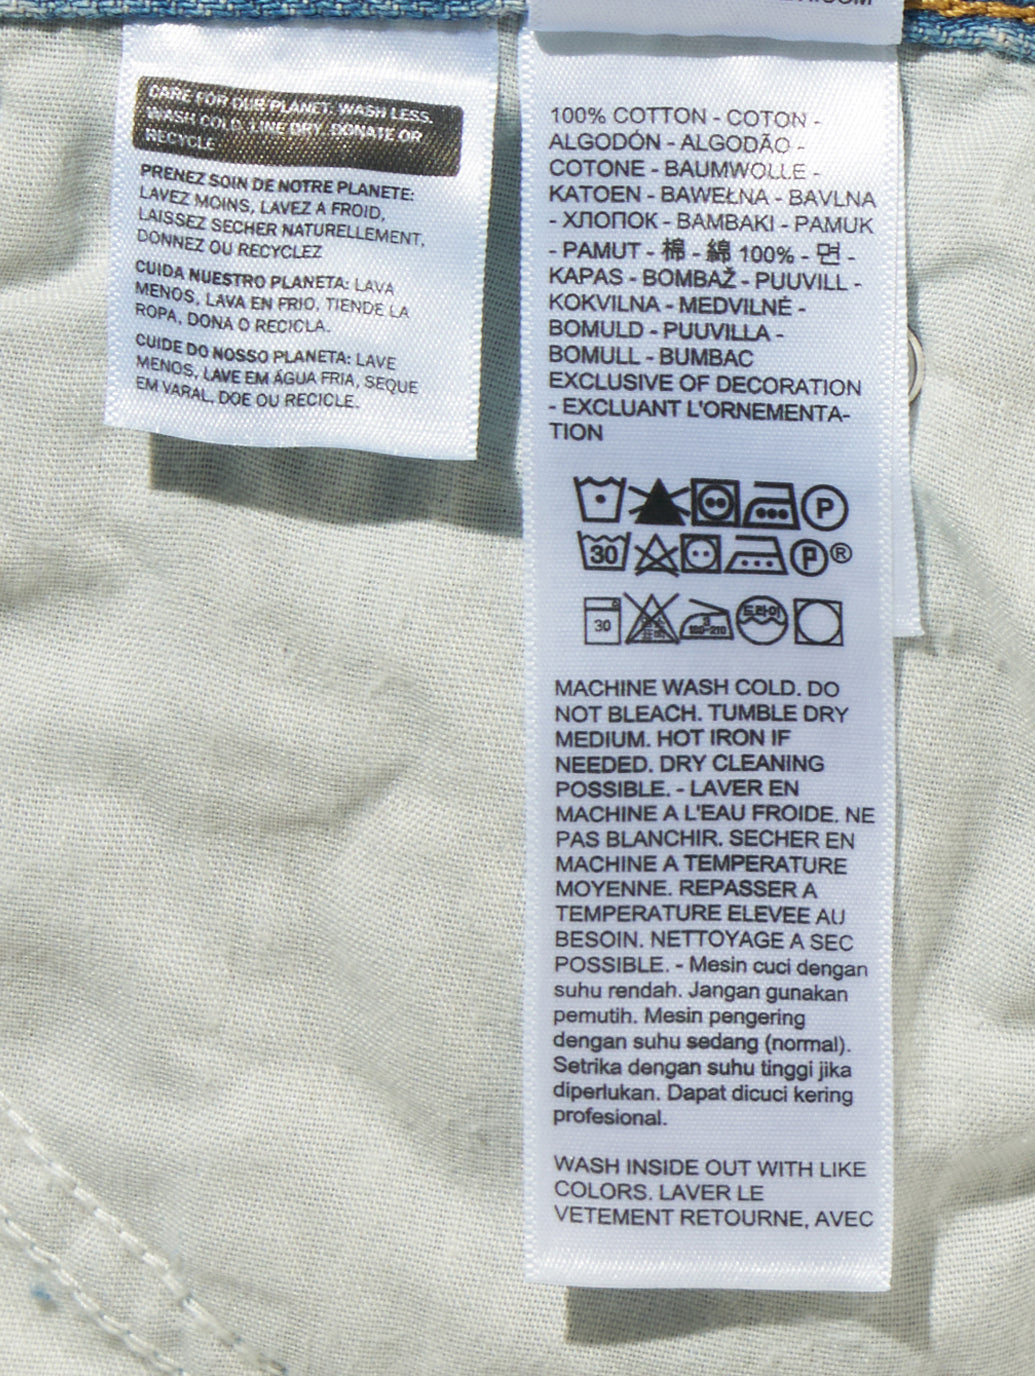 CARE FOR OUR PLANET. WASH LESS.
WASH COLD. LINE DRY. DONATE OR
RECYCLE
PRENEZ SOIN DE NOTRE PLANETE:
LAVEZ MOINS, LAVEZ A FROID,
LAISSEZ SECHER NATURELLEMENT,
DONNEZ OU RECYCLEZ
CUIDA NUESTRO PLANETA: LAVA
MENOS, LAVA EN FRIO, TIENDE LA
ROPA, DONA O RECICLA.
CUIDE DO NOSSO PLANETA: LAVE
MENOS, LAVE EM ÁGUA FRIA, SEQUE
EM VARAL, DOE OU RECICLE.
100% COTTON - COTON -
ALGODÓN - ALGODÃO -
COTONE - BAUMWOLLE -
KATOEN - BAWEŁNA - BAVLNA
- ХЛОПОК - BAMBAKI - PAMUK
- PAMUT - 棉 - 綿 100% - 면 -
KAPAS - BOMBAŽ - PUUVILL -
KOKVILNA - MEDVILNĖ -
BOMULD - PUUVILLA -
BOMULL - BUMBAC
EXCLUSIVE OF DECORATION
- EXCLUANT L'ORNEMENTA-
TION
P
30 P ®
30 3 180-210 드라이
MACHINE WASH COLD. DO
NOT BLEACH. TUMBLE DRY
MEDIUM. HOT IRON IF
NEEDED. DRY CLEANING
POSSIBLE. - LAVER EN
MACHINE A L'EAU FROIDE. NE
PAS BLANCHIR. SECHER EN
MACHINE A TEMPERATURE
MOYENNE. REPASSER A
TEMPERATURE ELEVEE AU
BESOIN. NETTOYAGE A SEC
POSSIBLE. - Mesin cuci dengan
suhu rendah. Jangan gunakan
pemutih. Mesin pengering
dengan suhu sedang (normal).
Setrika dengan suhu tinggi jika
diperlukan. Dapat dicuci kering
profesional.
WASH INSIDE OUT WITH LIKE
COLORS. LAVER LE
VETEMENT RETOURNE, AVEC